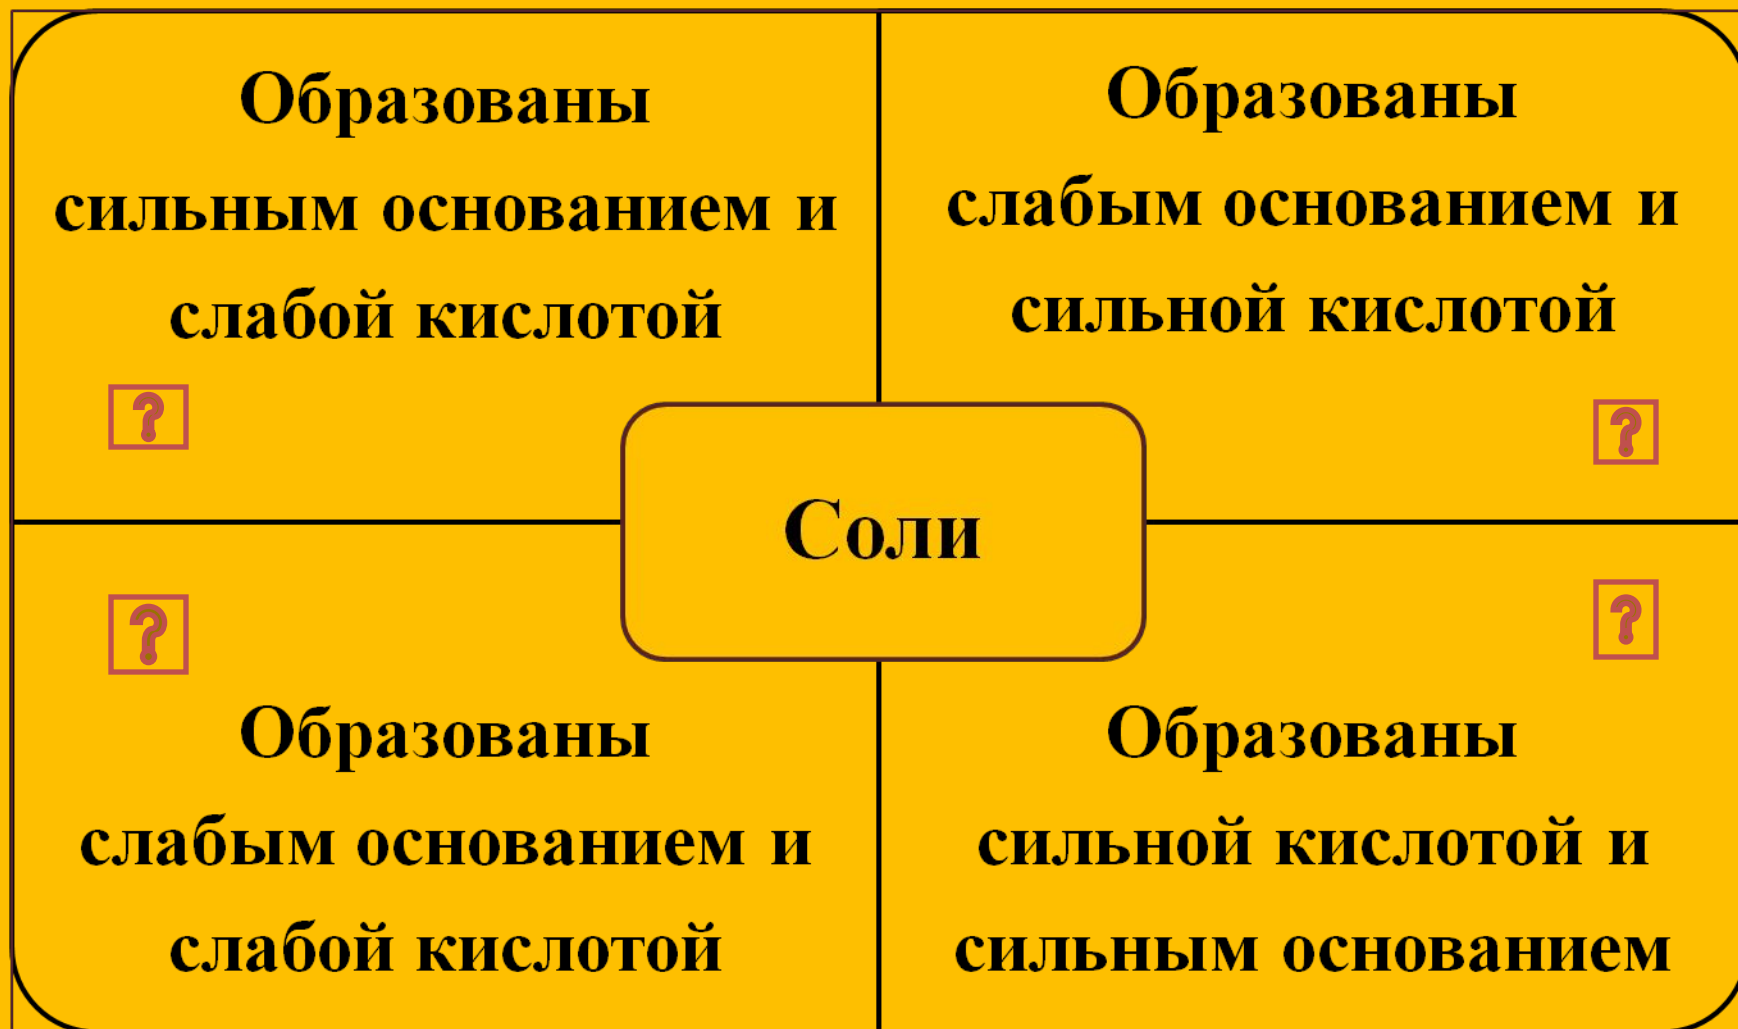 Образованы
сильным основанием и
слабой кислотой
?
Образованы
слабым основанием и
сильной кислотой
?
Соли
?
Образованы
слабым основанием и
слабой кислотой
?
Образованы
сильной кислотой и
сильным основанием